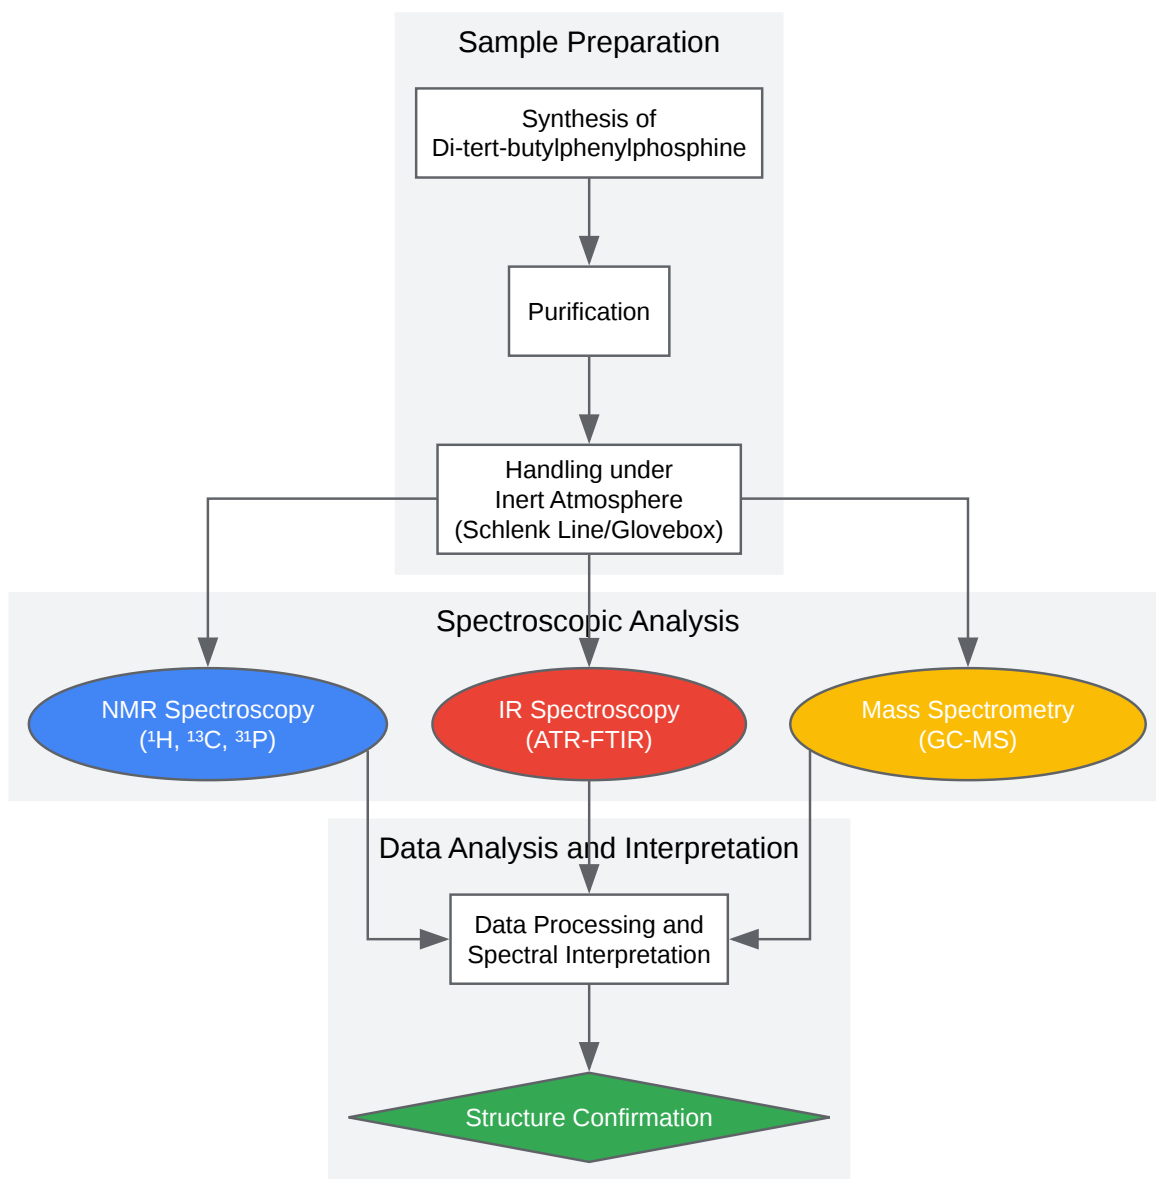 Sample Preparation
Synthesis of
Di-tert-butylphenylphosphine
Purification
Handling under
Inert Atmosphere
(Schlenk Line/Glovebox)
Spectroscopic Analysis
NMR Spectroscopy
(¹H, ¹³C, ³¹P)
IR Spectroscopy
(ATR-FTIR)
Mass Spectrometry
(GC-MS)
Data Analysis and Interpretation
Data Processing and
Spectral Interpretation
Structure Confirmation